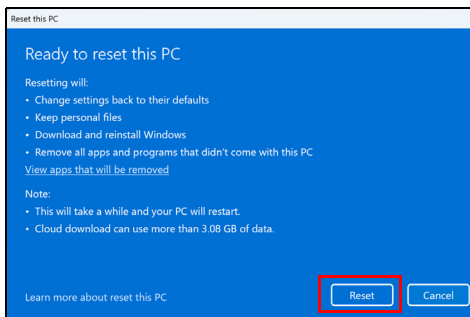 Reset this PC
Ready to reset this PC
Resetting will:
• Change settings back to their defaults
• Keep personal files
• Download and reinstall Windows
• Remove all apps and programs that didn't come with this PC
View apps that will be removed
Note:
• This will take a while and your PC will restart.
• Cloud download can use more than 3.08 GB of data.
Learn more about reset this PC
Reset
Cancel